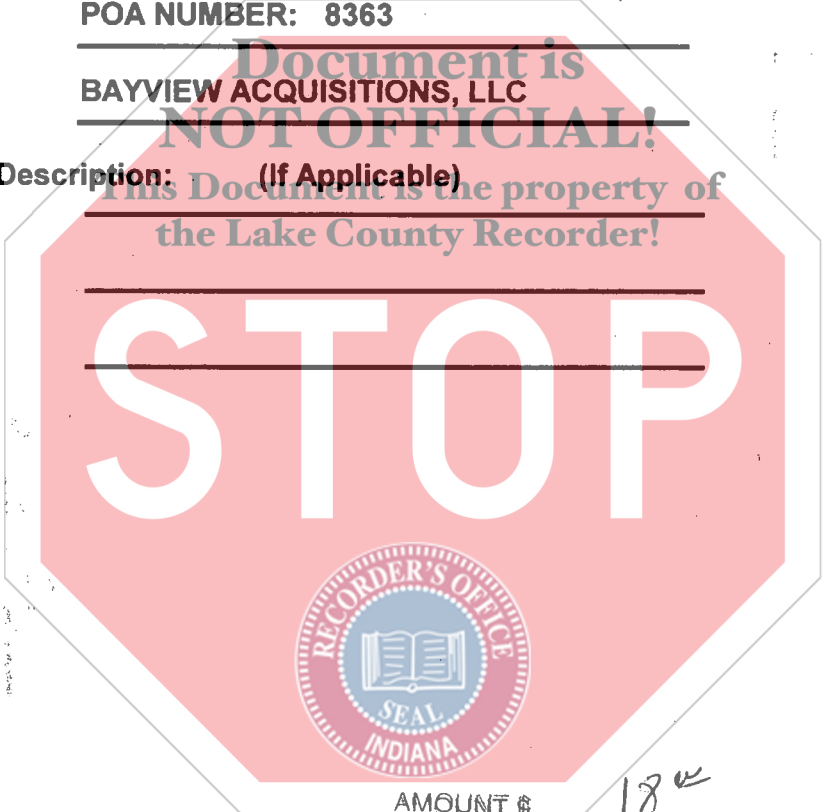 POA NUMBER: 8363
Document is
BAYVIEW ACQUISITIONS, LLC
NOT OFFICIAL!
Description: (If Applicable)
This Document is the property of
the Lake County Recorder!
STOP
RECORDER'S OFFICE
SEAL
INDIANA
AMOUNT $ 18